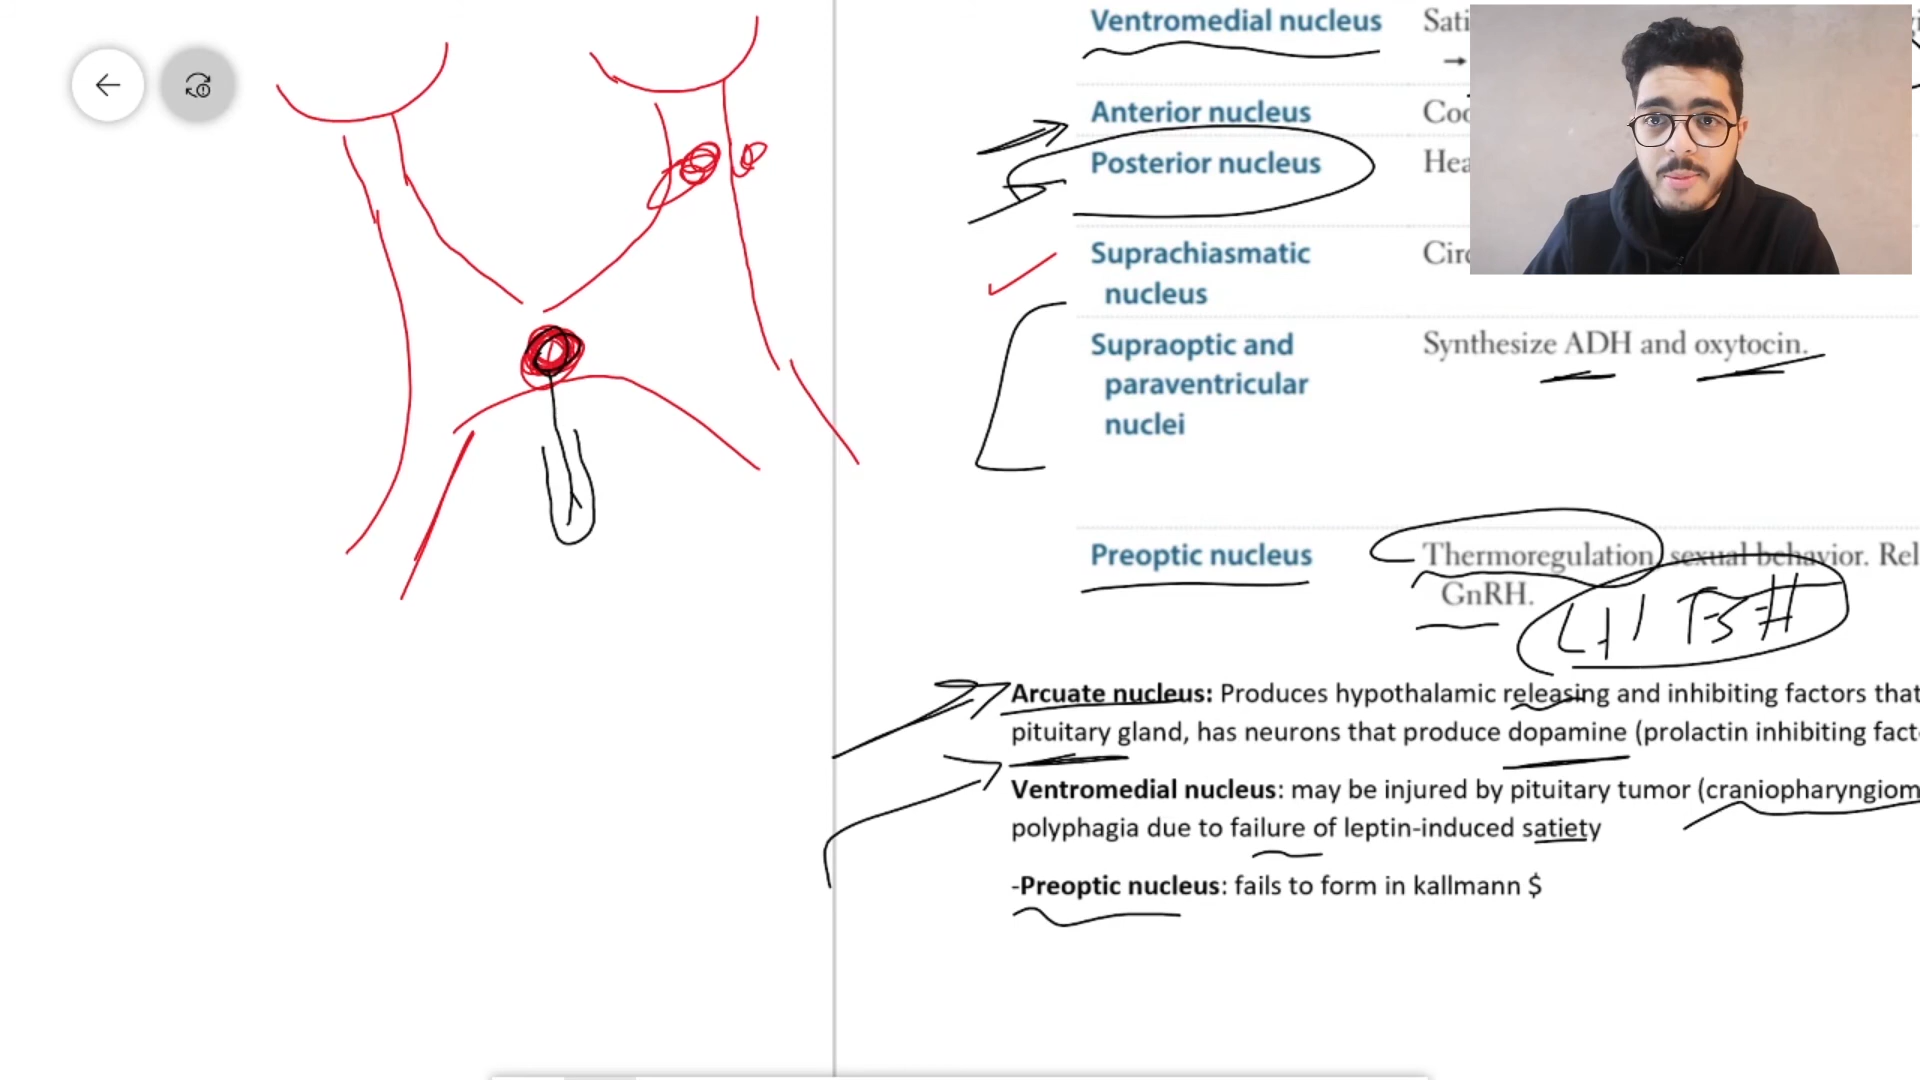 Ventromedial nucleus Sati
→
Anterior nucleus Coo
Posterior nucleus Hea
Suprachiasmatic Circ
nucleus
Supraoptic and Synthesize ADH and oxytocin.
paraventricular
nuclei
Preoptic nucleus Thermoregulation, sexual behavior. Rel
GnRH.
LH FSH
Arcuate nucleus: Produces hypothalamic releasing and inhibiting factors that
pituitary gland, has neurons that produce dopamine (prolactin inhibiting fact
Ventromedial nucleus: may be injured by pituitary tumor (craniopharyngiom
polyphagia due to failure of leptin-induced satiety
-Preoptic nucleus: fails to form in kallmann $